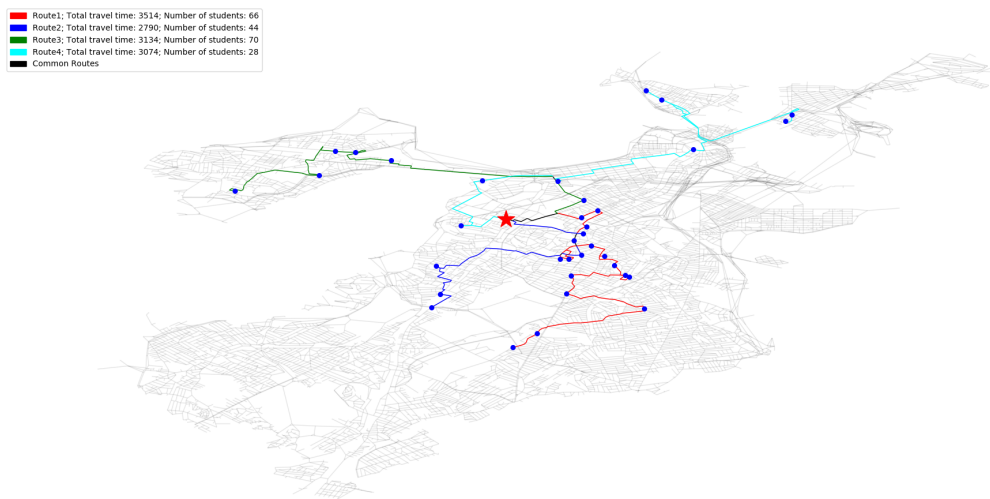 Route1; Total travel time: 3514; Number of students: 66
Route2; Total travel time: 2790; Number of students: 44
Route3; Total travel time: 3134; Number of students: 70
Route4; Total travel time: 3074; Number of students: 28
Common Routes